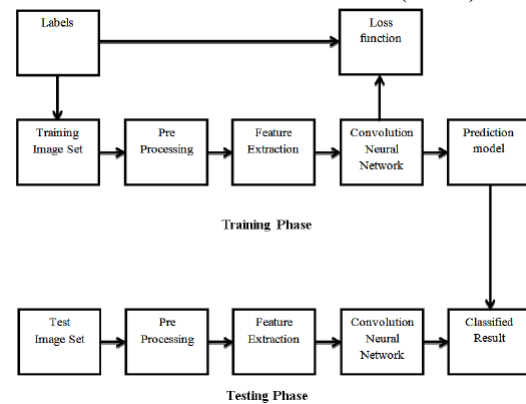 Labels
Loss
function
Training
Image Set
Pre
Processing
Feature
Extraction
Convolution
Neural
Network
Prediction
model
Training Phase
Test
Image Set
Pre
Processing
Feature
Extraction
Convolution
Neural
Network
Classified
Result
Testing Phase